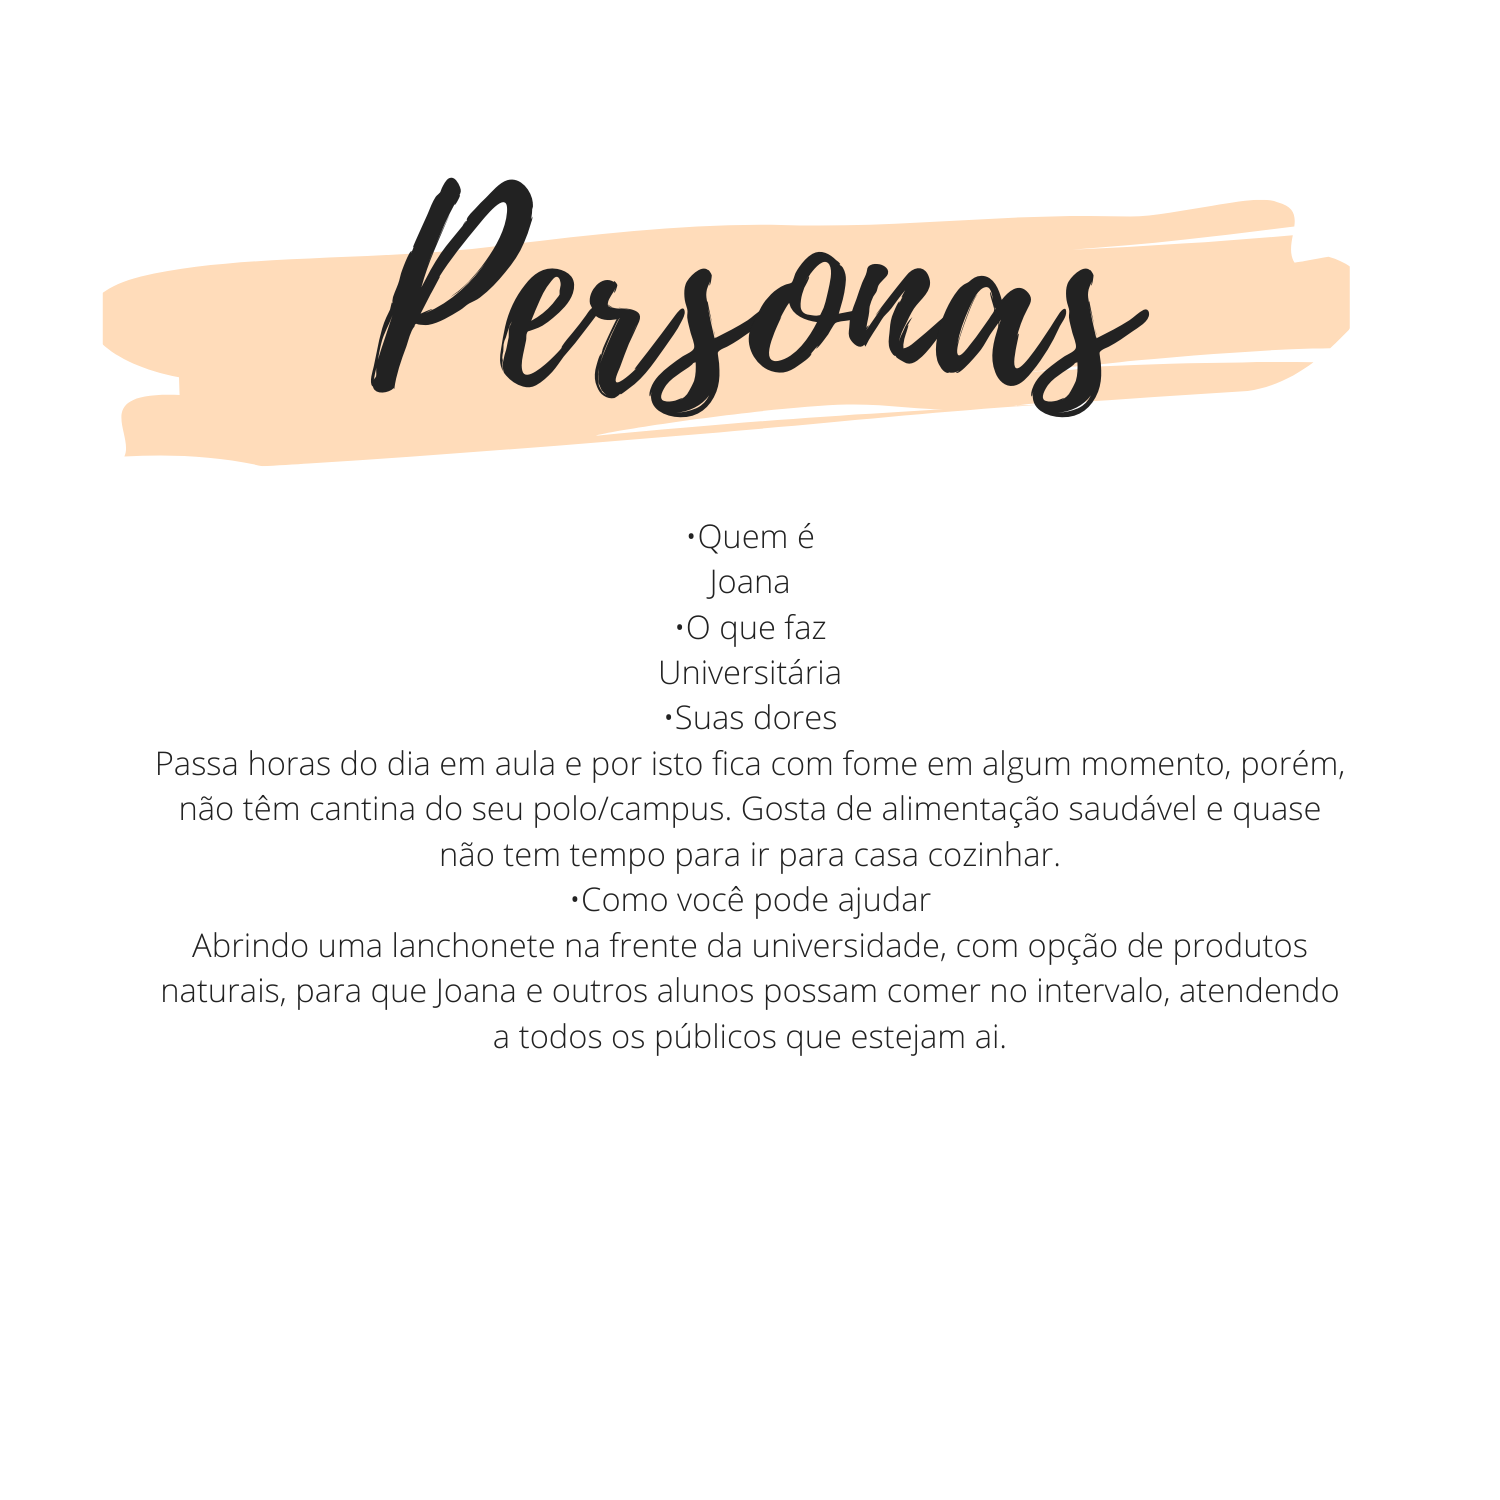 Personas
•Quem é
Joana
•O que faz
Universitária
•Suas dores
Passa horas do dia em aula e por isto fica com fome em algum momento, porém,
não têm cantina do seu polo/campus. Gosta de alimentação saudável e quase
não tem tempo para ir para casa cozinhar.
•Como você pode ajudar
Abrindo uma lanchonete na frente da universidade, com opção de produtos
naturais, para que Joana e outros alunos possam comer no intervalo, atendendo
a todos os públicos que estejam ai.